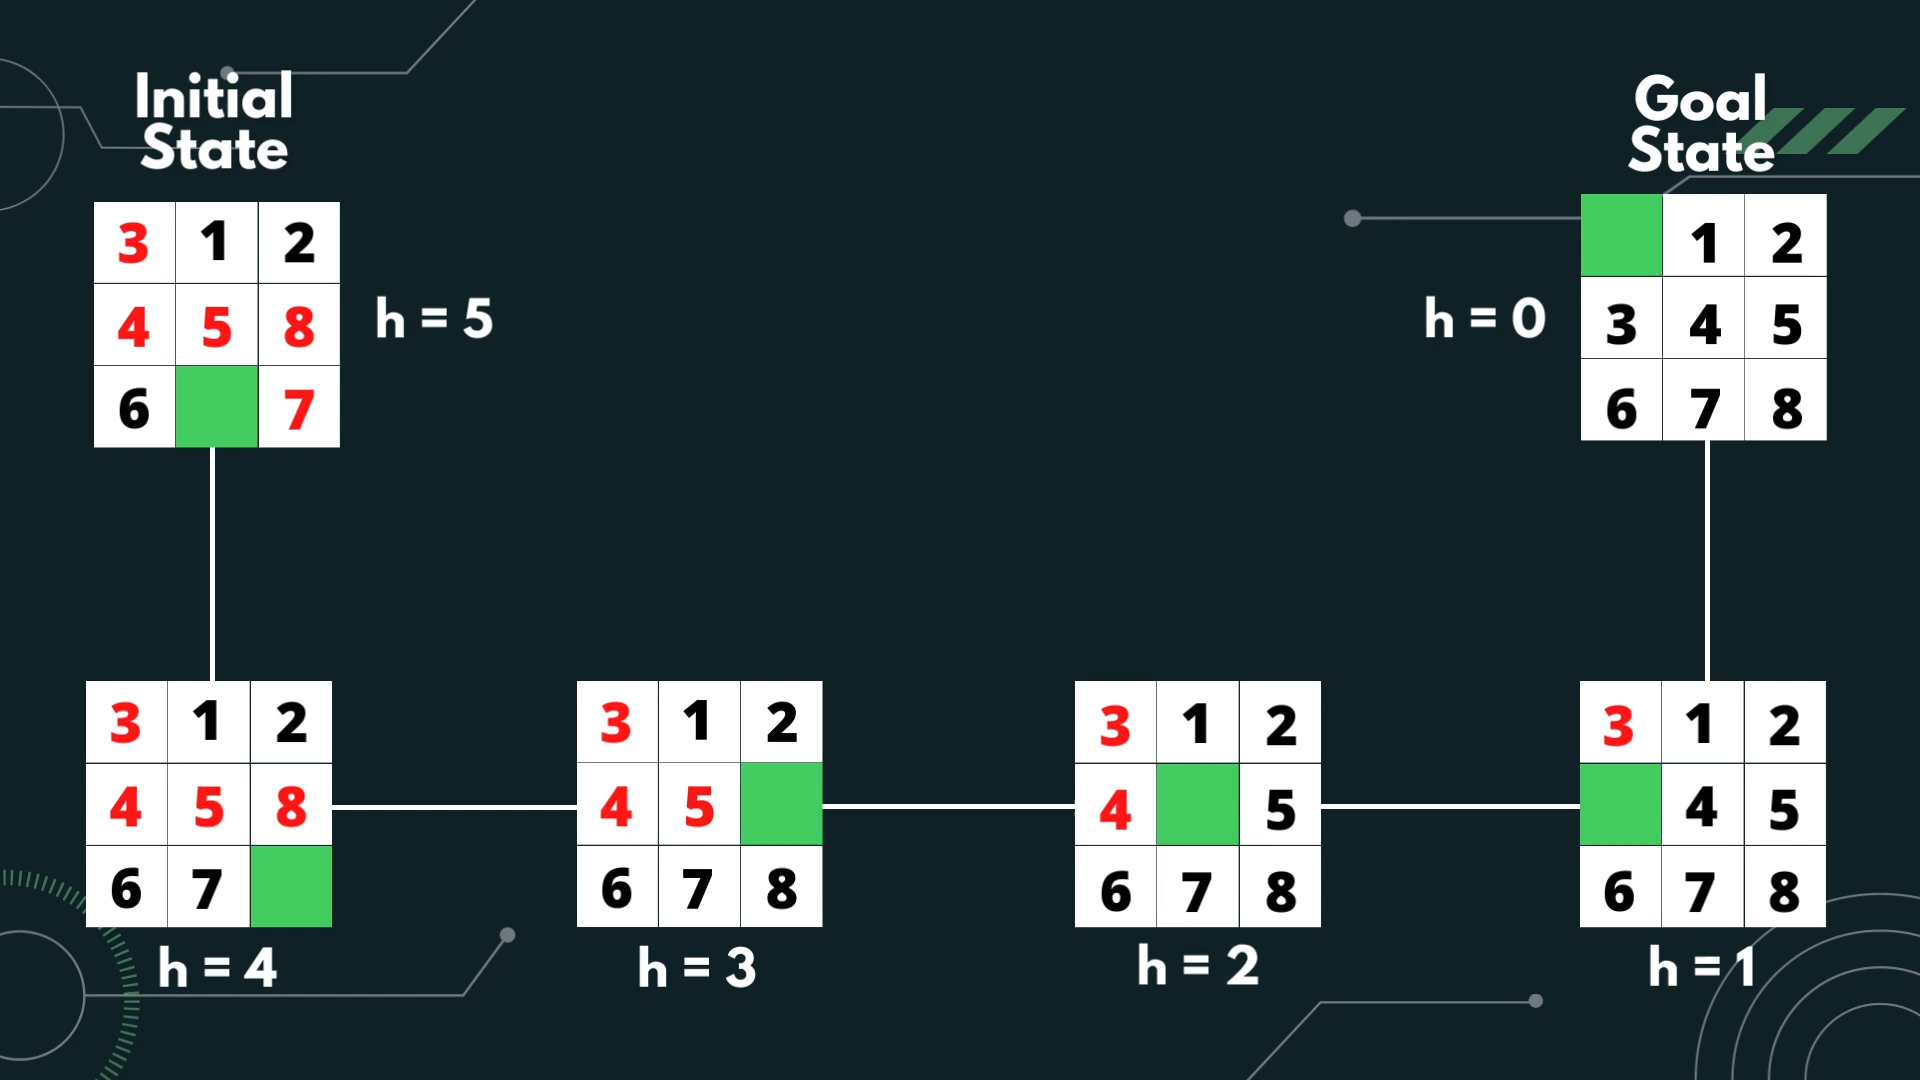 Initial
State
3 1 2
4 5 8
6 7
h = 5
Goal
State
1 2
3 4 5
6 7 8
h = 0
3 1 2
4 5 8
6 7
h = 4
3 1 2
4 5
6 7 8
h = 3
3 1 2
4 5
6 7 8
h = 2
3 1 2
4 5
6 7 8
h = 1